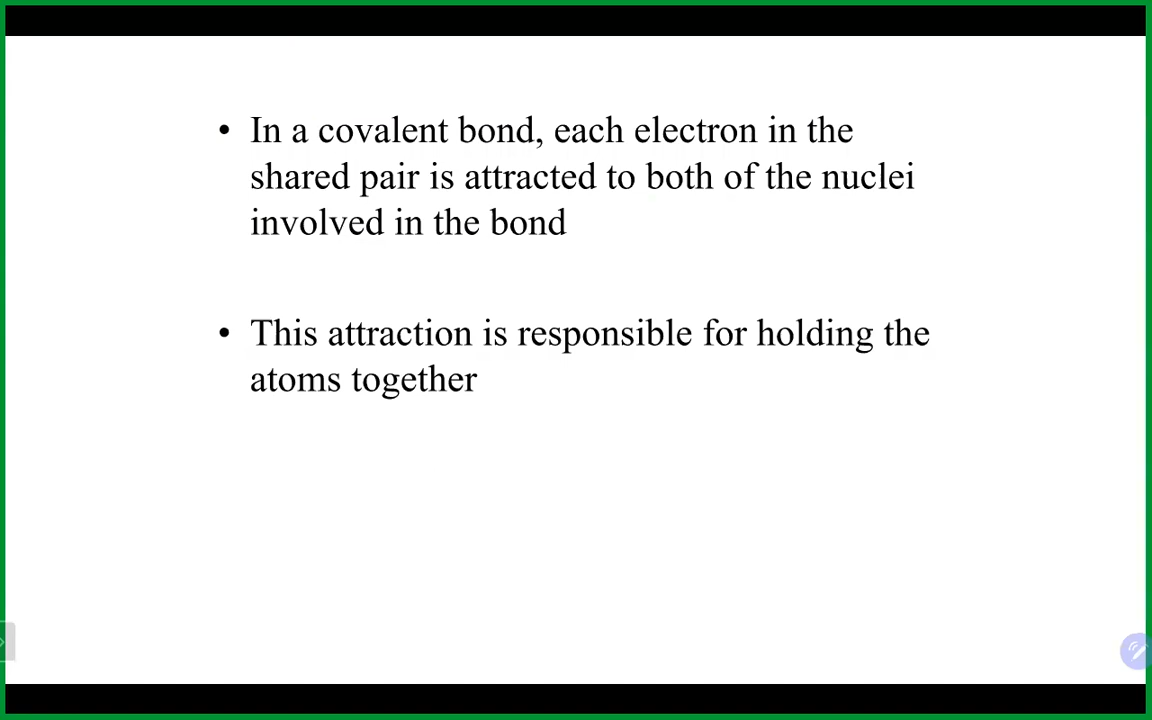 • In a covalent bond, each electron in the
shared pair is attracted to both of the nuclei
involved in the bond
• This attraction is responsible for holding the
atoms together